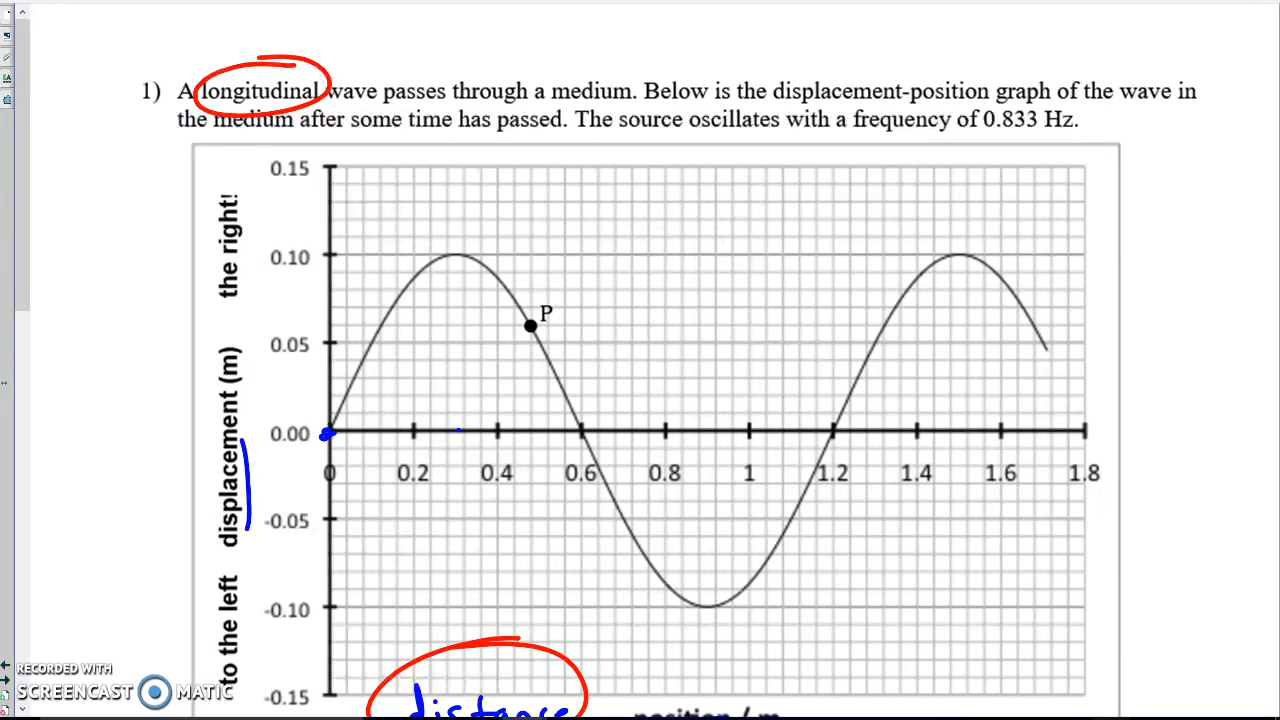 1) A longitudinal wave passes through a medium. Below is the displacement-position graph of the wave in
the medium after some time has passed. The source oscillates with a frequency of 0.833 Hz.
the right!
displacement (m)
to the left
0.15
0.10
0.05
0.00
-0.05
-0.10
-0.15
P
0 0.2 0.4 0.6 0.8 1 1.2 1.4 1.6 1.8
distance
position / m
RECORDED WITH
SCREENCAST MATIC